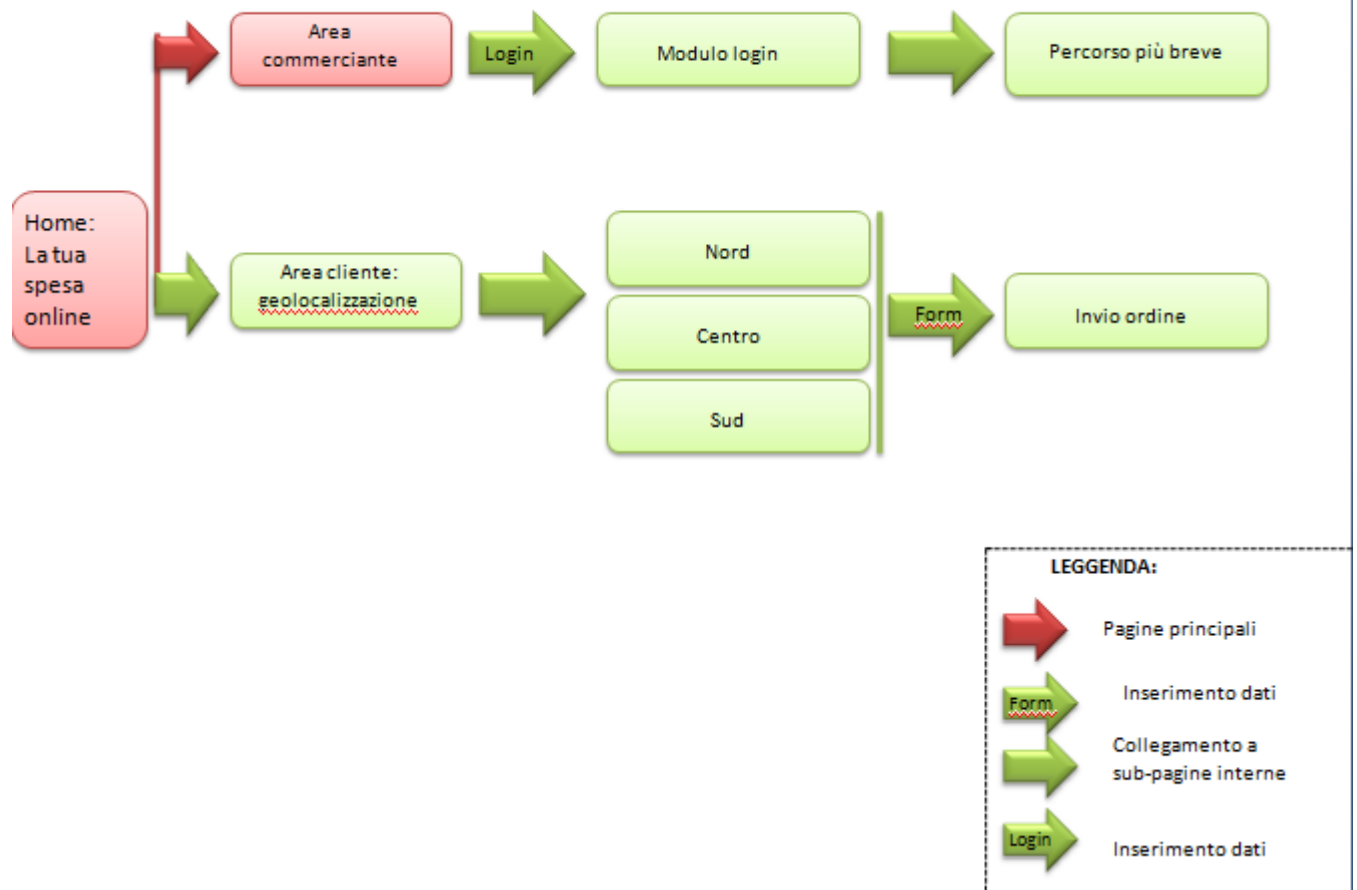 Area
commerciante
Login
Modulo login
Percorso più breve
Home:
La tua
spesa
online
Area cliente:
geolocalizzazione
Nord
Centro
Sud
Form
Invio ordine
LEGGENDA:
Pagine principali
Form
Inserimento dati
Collegamento a
sub-pagine interne
Login
Inserimento dati